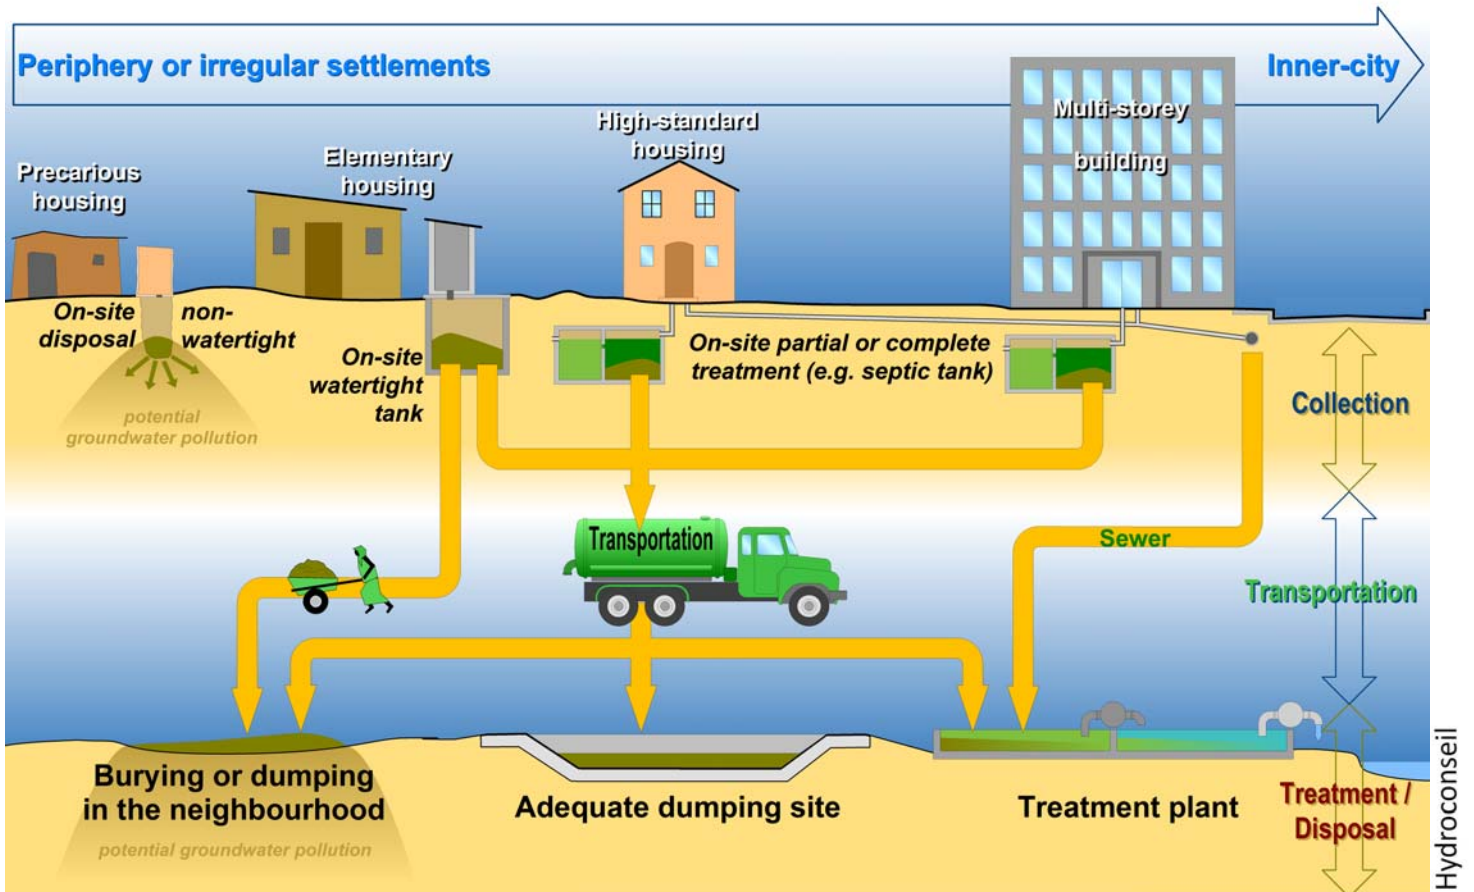 Periphery or irregular settlements
Inner-city
Precarious
housing
Elementary
housing
High-standard
housing
Multi-storey
building
On-site
disposal
non-
watertight
potential
groundwater pollution
On-site
watertight
tank
On-site partial or complete
treatment (e.g. septic tank)
Collection
Transportation
Sewer
Transportation
Burying or dumping
in the neighbourhood
potential groundwater pollution
Adequate dumping site
Treatment plant
Treatment /
Disposal
Hydroconseil